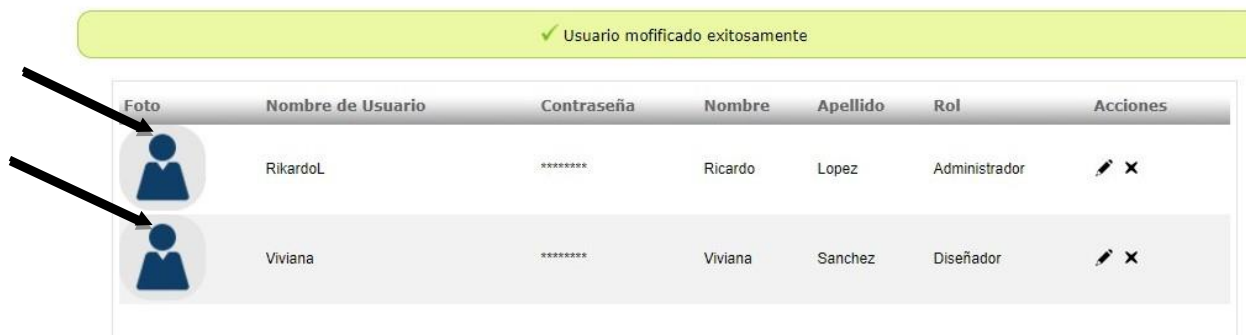 Usuario mofificado exitosamente
Foto Nombre de Usuario Contraseña Nombre Apellido Rol Acciones
RikardoL ******** Ricardo Lopez Administrador
Viviana ******** Viviana Sanchez Diseñador